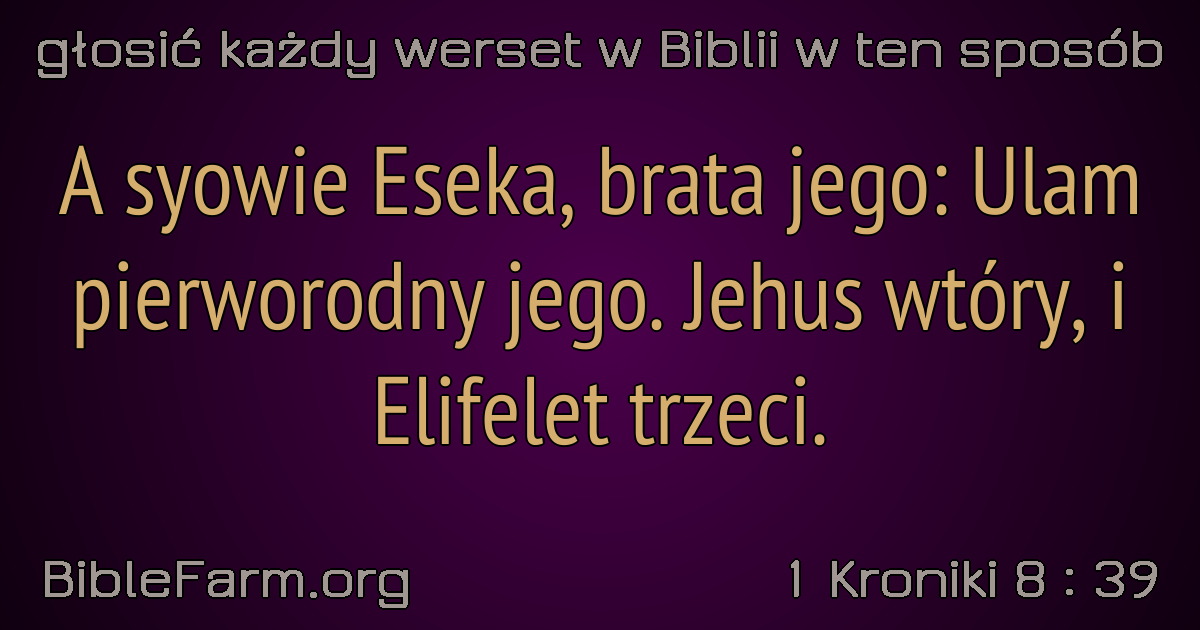 głosić każdy werset w Biblii w ten sposób
A syowie Eseka, brata jego: Ulam
pierworodny jego. Jehus wtóry, i
Elifelet trzeci.
BibleFarm.org
1 Kroniki 8 : 39